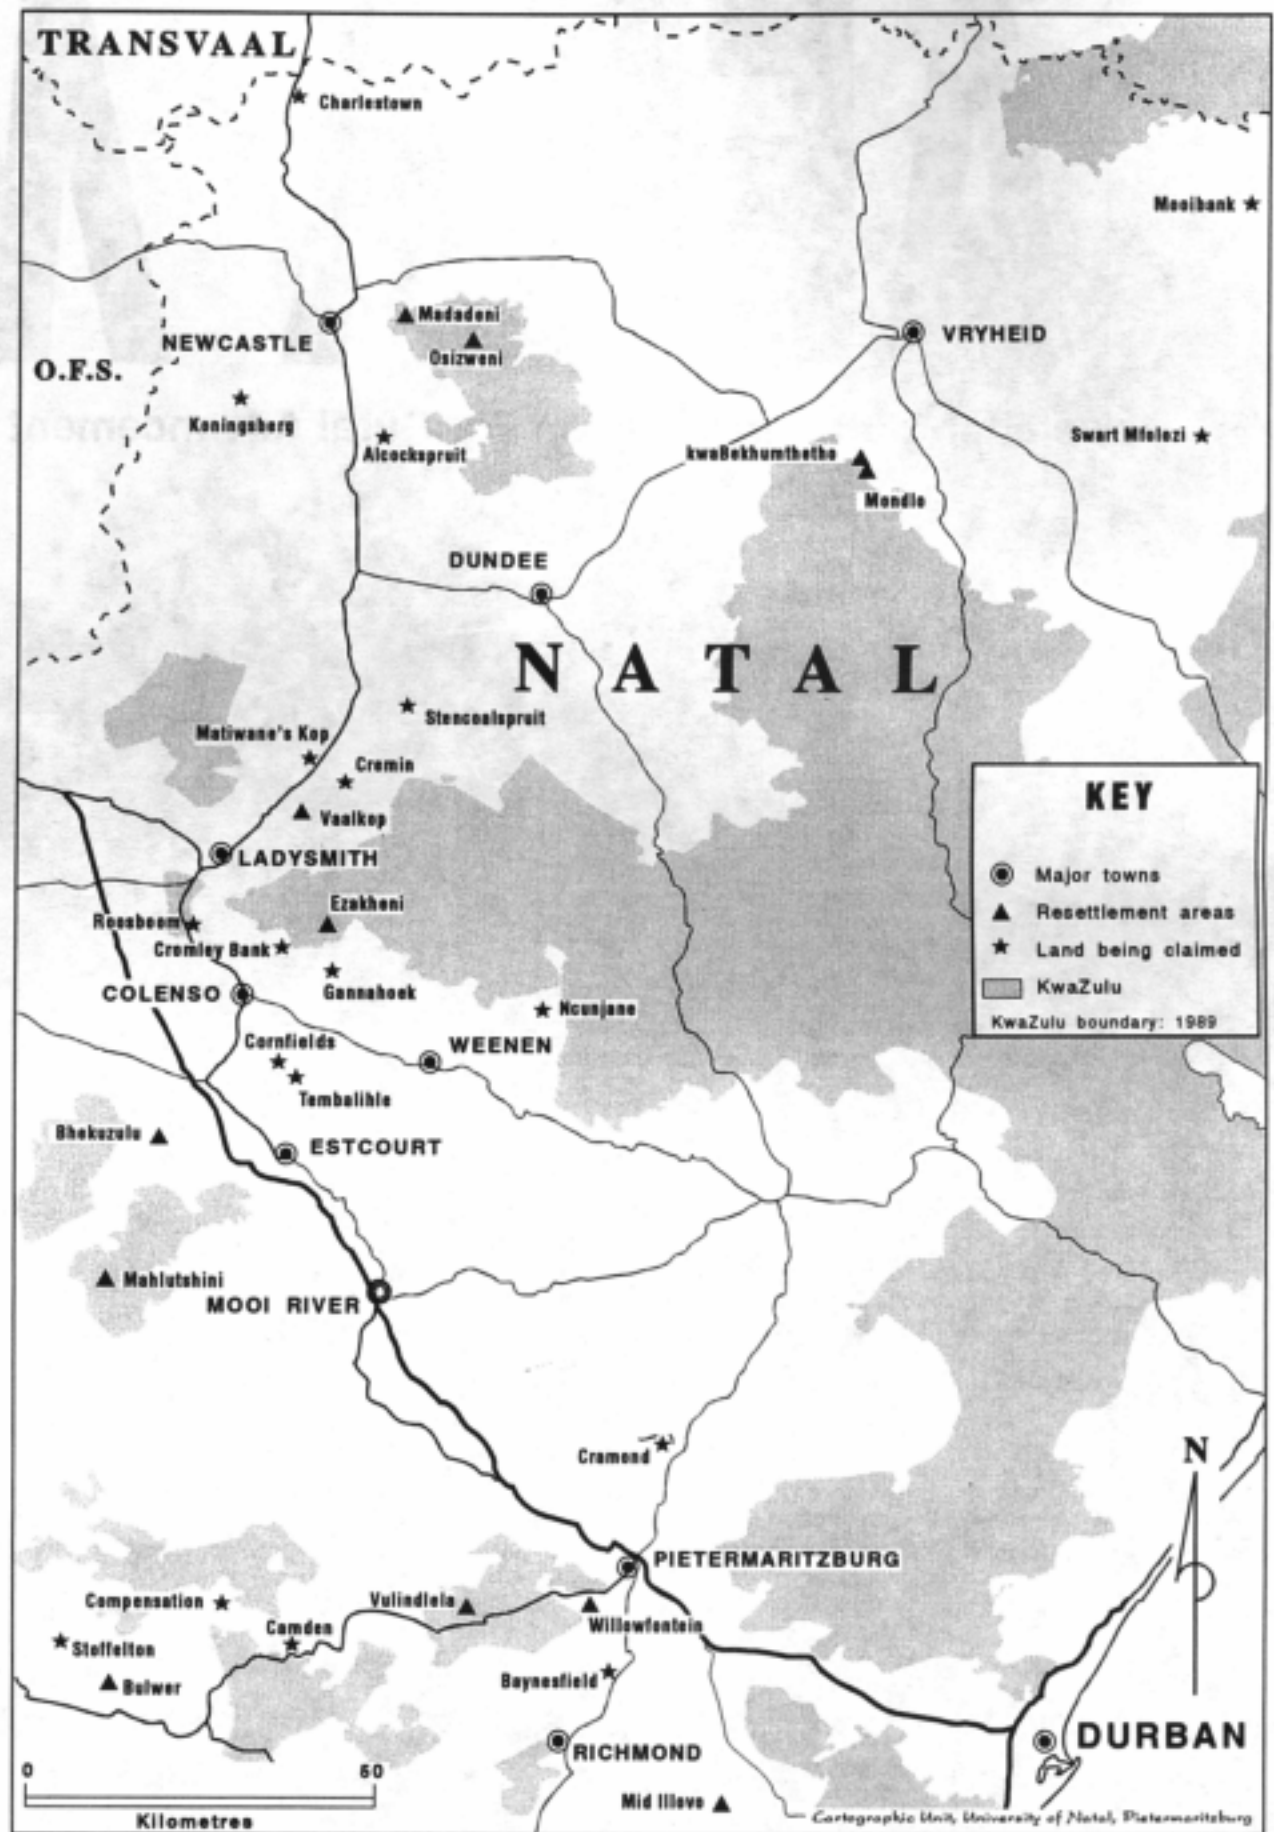 TRANSVAAL
Charlestown
Mooibank
Madadeni
NEWCASTLE
Osizweni
VRYHEID
O.F.S.
Koningsberg
Alcockspruit
Swart Mfolozi
kwaBekhumthetho
Mondlo
DUNDEE
NATAL
Stencoalspruit
Matiwane's Kop
Cremin
Vaalkop
LADYSMITH
KEY
Major towns
Resettlement areas
Land being claimed
KwaZulu
KwaZulu boundary: 1989
Ezakheni
Roosboom
Cromley Bank
Gannahoek
COLENSO
Ncunjane
Cornfields
WEENEN
Tembalihle
Bhekuzulu
ESTCOURT
Mahlutshini
MOOI RIVER
Cramond
N
PIETERMARITZBURG
Compensation
Vulindlela
Willowfontein
Camden
Stoffelton
Bulwer
Baynesfield
DURBAN
RICHMOND
0 60
Kilometres
Mid Illovo
Cartographic Unit, University of Natal, Pietermaritzburg